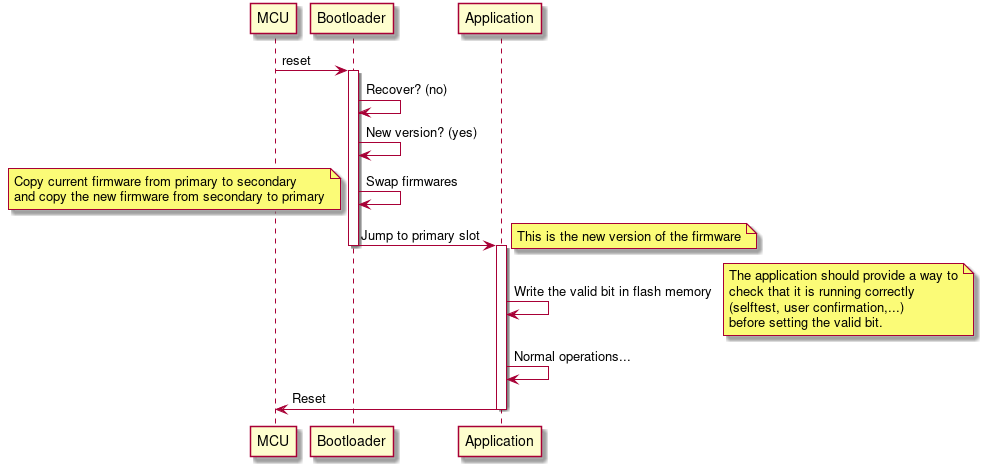 MCU
Bootloader
Application
reset
Recover? (no)
New version? (yes)
Copy current firmware from primary to secondary
and copy the new firmware from secondary to primary
Swap firmwares
Jump to primary slot
This is the new version of the firmware
The application should provide a way to
check that it is running correctly
(selftest, user confirmation,...)
before setting the valid bit.
Write the valid bit in flash memory
Normal operations...
Reset
MCU
Bootloader
Application